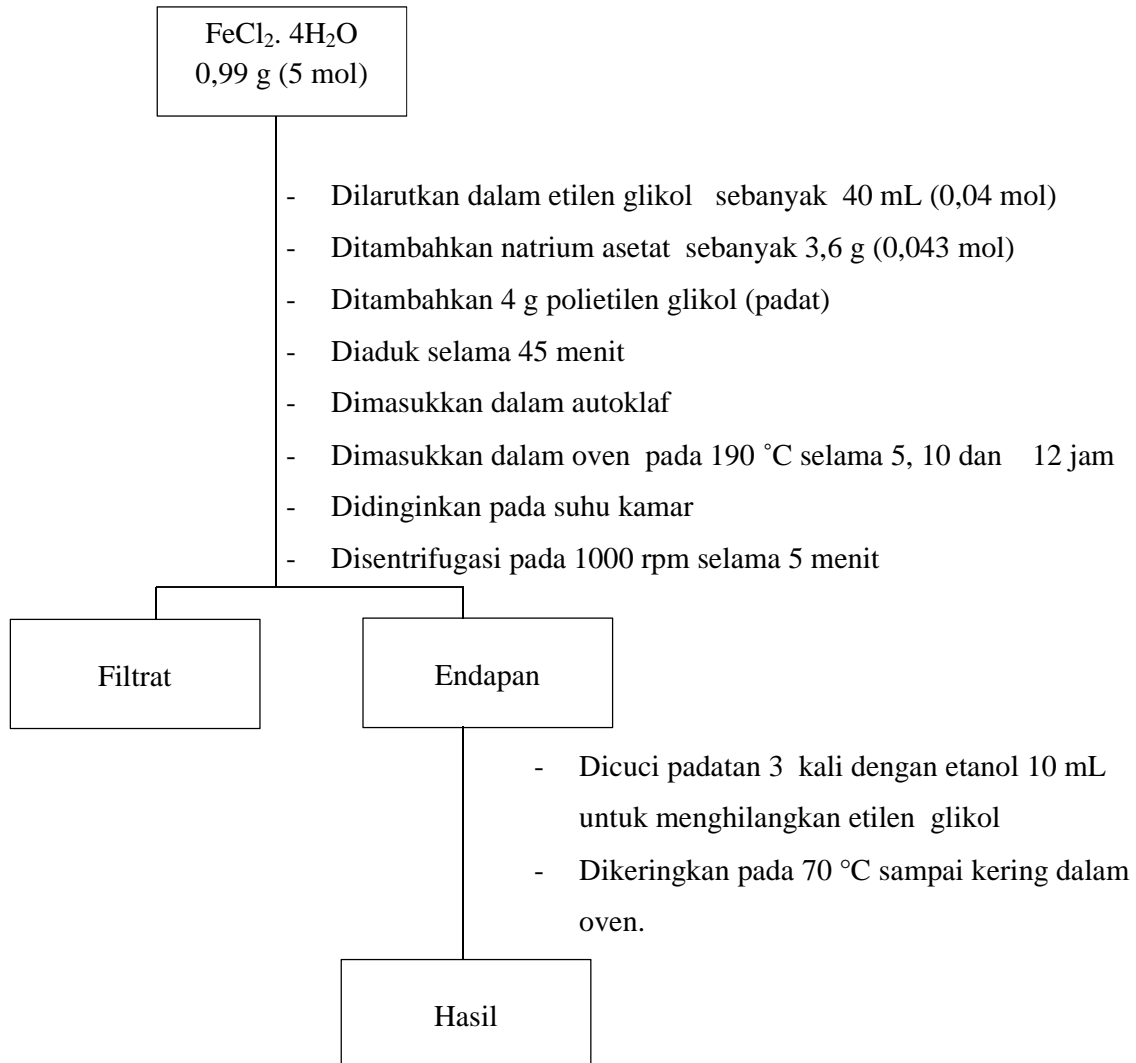 FeCl₂. 4H₂O
0,99 g (5 mol)
- Dilarutkan dalam etilen glikol sebanyak 40 mL (0,04 mol)
- Ditambahkan natrium asetat sebanyak 3,6 g (0,043 mol)
- Ditambahkan 4 g polietilen glikol (padat)
- Diaduk selama 45 menit
- Dimasukkan dalam autoklaf
- Dimasukkan dalam oven pada 190 ˚C selama 5, 10 dan 12 jam
- Didinginkan pada suhu kamar
- Disentrifugasi pada 1000 rpm selama 5 menit
Filtrat
Endapan
- Dicuci padatan 3 kali dengan etanol 10 mL
untuk menghilangkan etilen glikol
- Dikeringkan pada 70 °C sampai kering dalam
oven.
Hasil